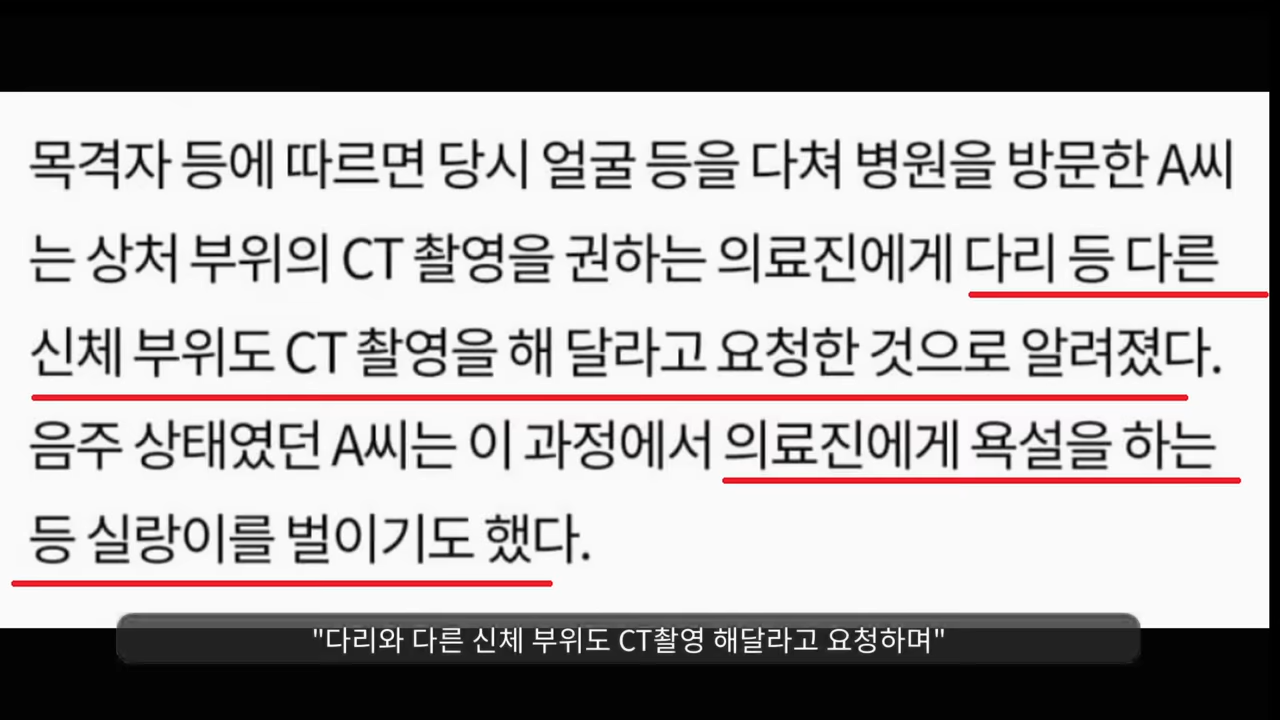 목격자 등에 따르면 당시 얼굴 등을 다쳐 병원을 방문한 A씨
는 상처 부위의 CT 촬영을 권하는 의료진에게 다리 등 다른
신체 부위도 CT 촬영을 해 달라고 요청한 것으로 알려졌다.
음주 상태였던 A씨는 이 과정에서 의료진에게 욕설을 하는
등 실랑이를 벌이기도 했다.
"다리와 다른 신체 부위도 CT촬영 해달라고 요청하며"